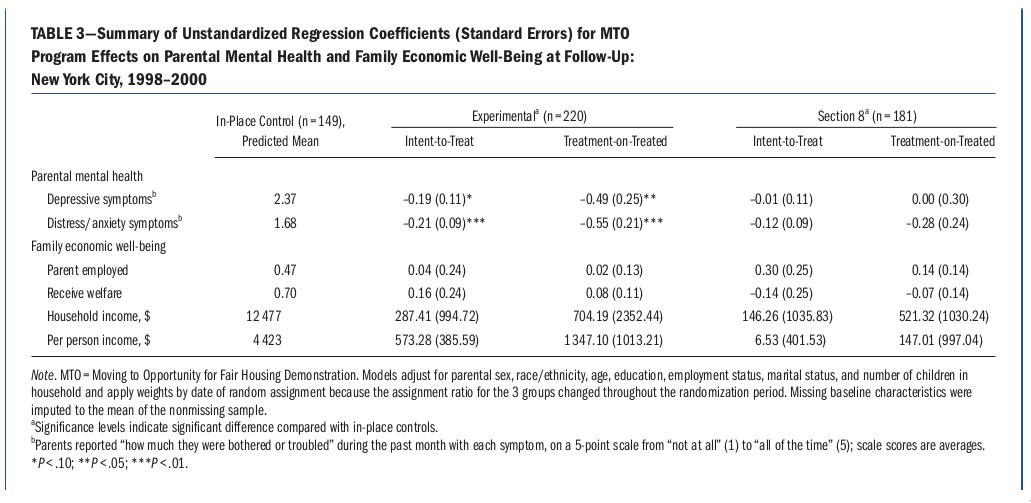 TABLE 3—Summary of Unstandardized Regression Coefficients (Standard Errors) for MTO
Program Effects on Parental Mental Health and Family Economic Well-Being at Follow-Up:
New York City, 1998–2000
In-Place Control (n=149), Experimentalᵃ (n=220) Section 8ᵃ (n=181)
Predicted Mean Intent-to-Treat Treatment-on-Treated Intent-to-Treat Treatment-on-Treated
Parental mental health
Depressive symptomsᵇ 2.37 –0.19 (0.11)* –0.49 (0.25)** –0.01 (0.11) 0.00 (0.30)
Distress/anxiety symptomsᵇ 1.68 –0.21 (0.09)*** –0.55 (0.21)*** –0.12 (0.09) –0.28 (0.24)
Family economic well-being
Parent employed 0.47 0.04 (0.24) 0.02 (0.13) 0.30 (0.25) 0.14 (0.14)
Receive welfare 0.70 0.16 (0.24) 0.08 (0.11) –0.14 (0.25) –0.07 (0.14)
Household income, $ 12 477 287.41 (994.72) 704.19 (2352.44) 146.26 (1035.83) 521.32 (1030.24)
Per person income, $ 4 423 573.28 (385.59) 1347.10 (1013.21) 6.53 (401.53) 147.01 (997.04)
Note. MTO = Moving to Opportunity for Fair Housing Demonstration. Models adjust for parental sex, race/ethnicity, age, education, employment status, marital status, and number of children in
household and apply weights by date of random assignment because the assignment ratio for the 3 groups changed throughout the randomization period. Missing baseline characteristics were
imputed to the mean of the nonmissing sample.
ᵃSignificance levels indicate significant difference compared with in-place controls.
ᵇParents reported “how much they were bothered or troubled” during the past month with each symptom, on a 5-point scale from “not at all” (1) to “all of the time” (5); scale scores are averages.
*P<.10; **P<.05; ***P<.01.